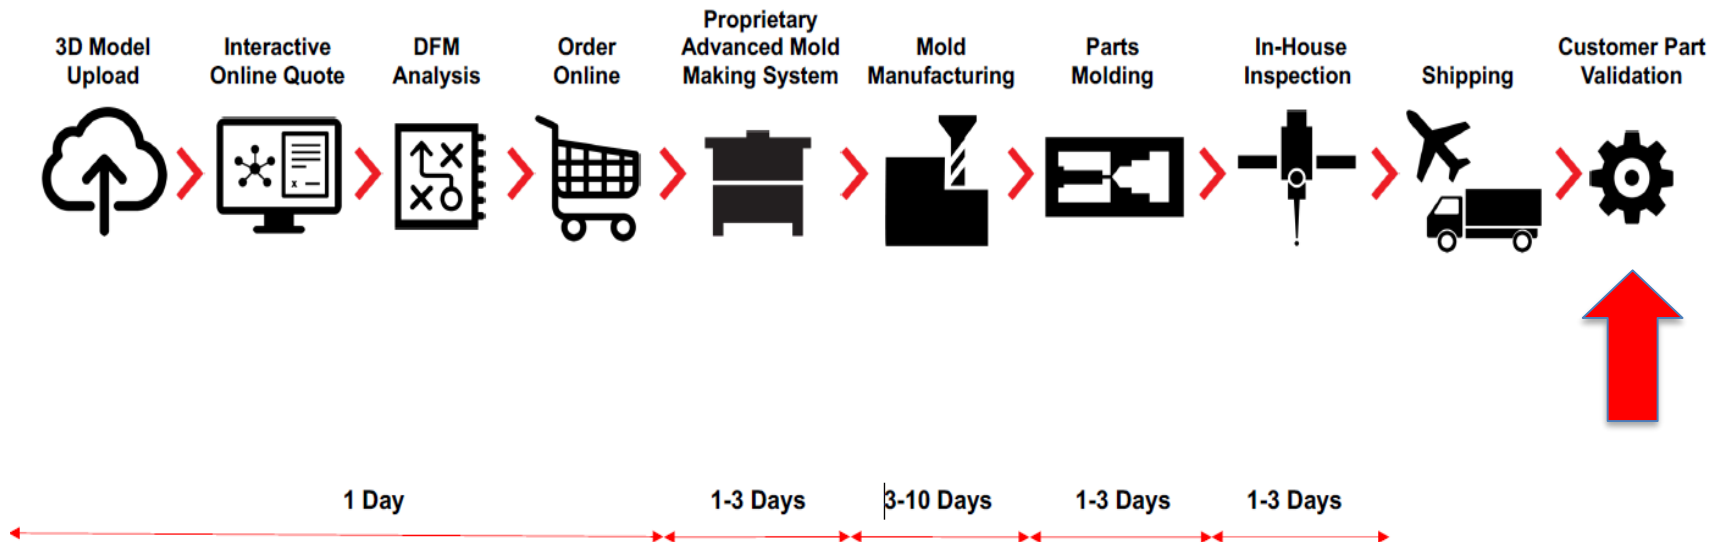 3D Model
Upload
Interactive
Online Quote
DFM
Analysis
Order
Online
Proprietary
Advanced Mold
Making System
Mold
Manufacturing
Parts
Molding
In-House
Inspection
Shipping
Customer Part
Validation
1 Day
1-3 Days
3-10 Days
1-3 Days
1-3 Days